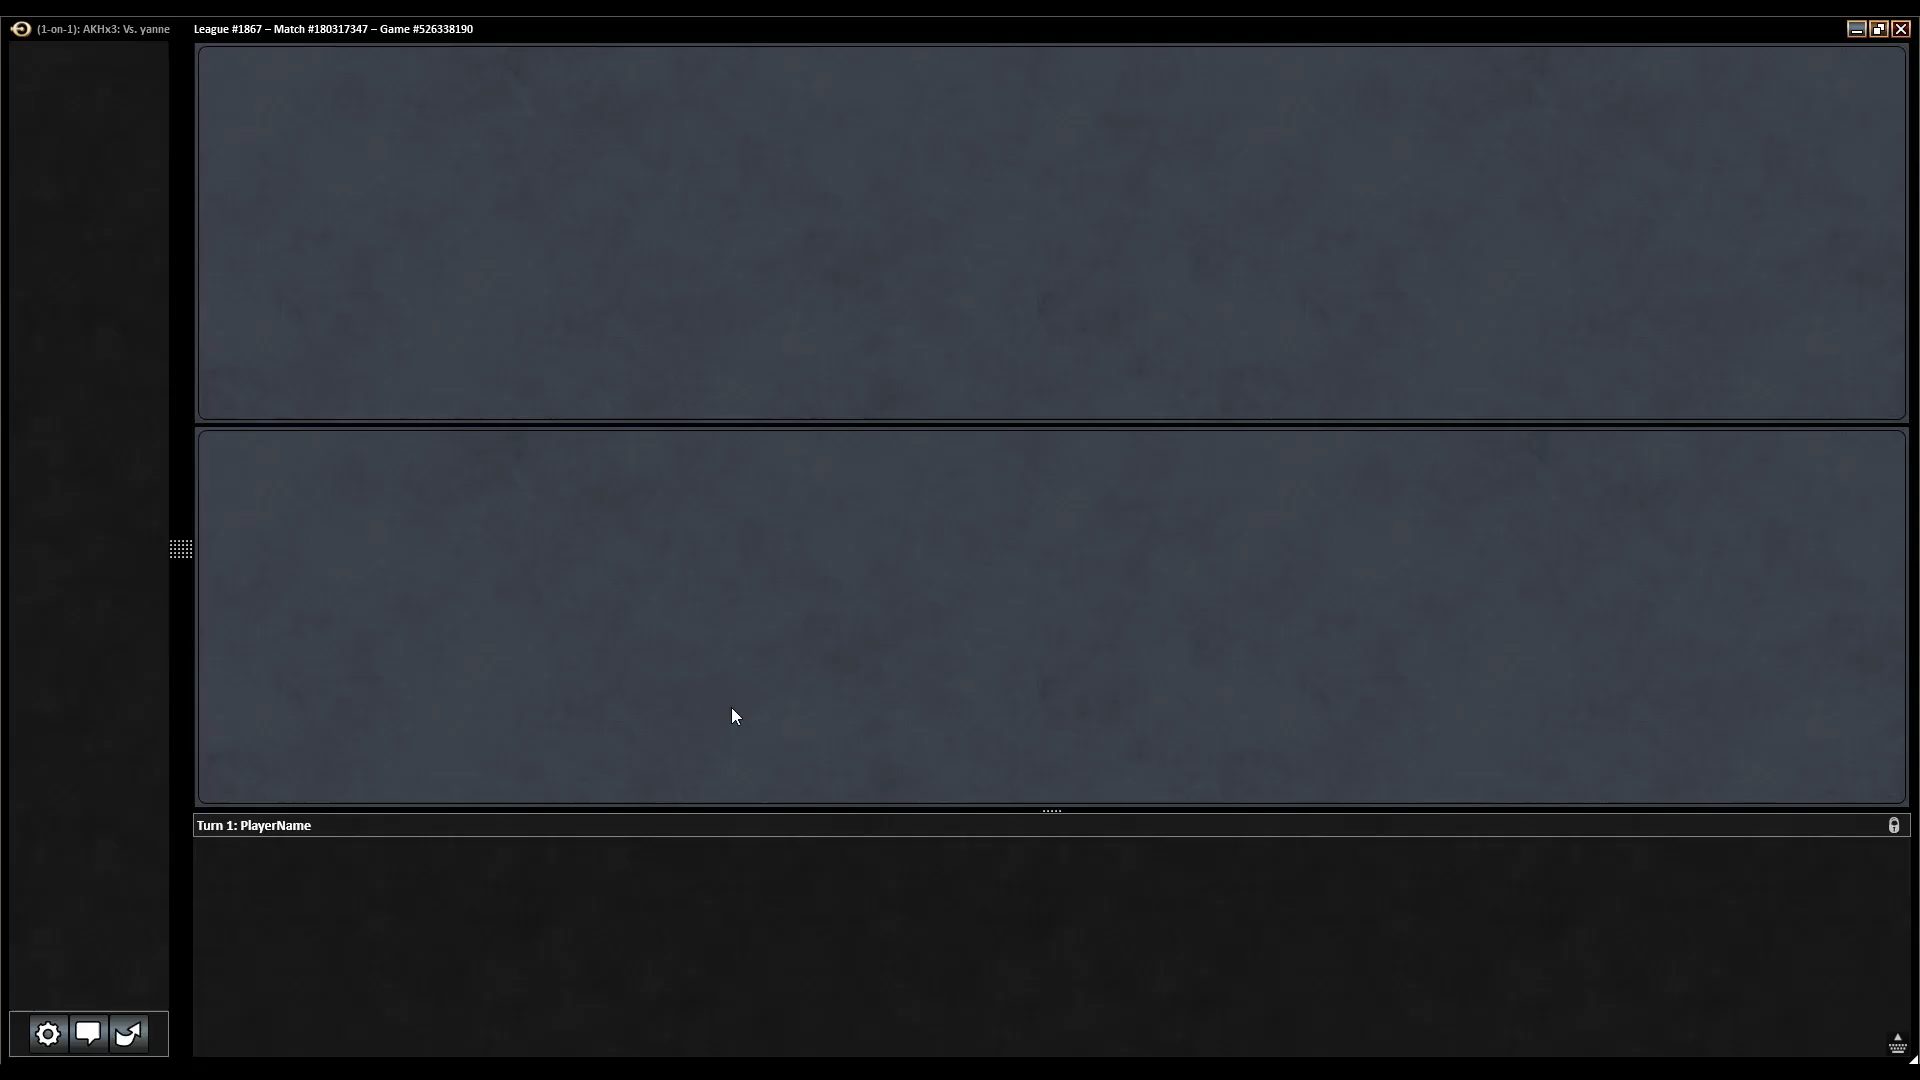 (1-on-1): AKHx3: Vs. yanne
League #1867 – Match #180317347 – Game #526338190
Turn 1: PlayerName